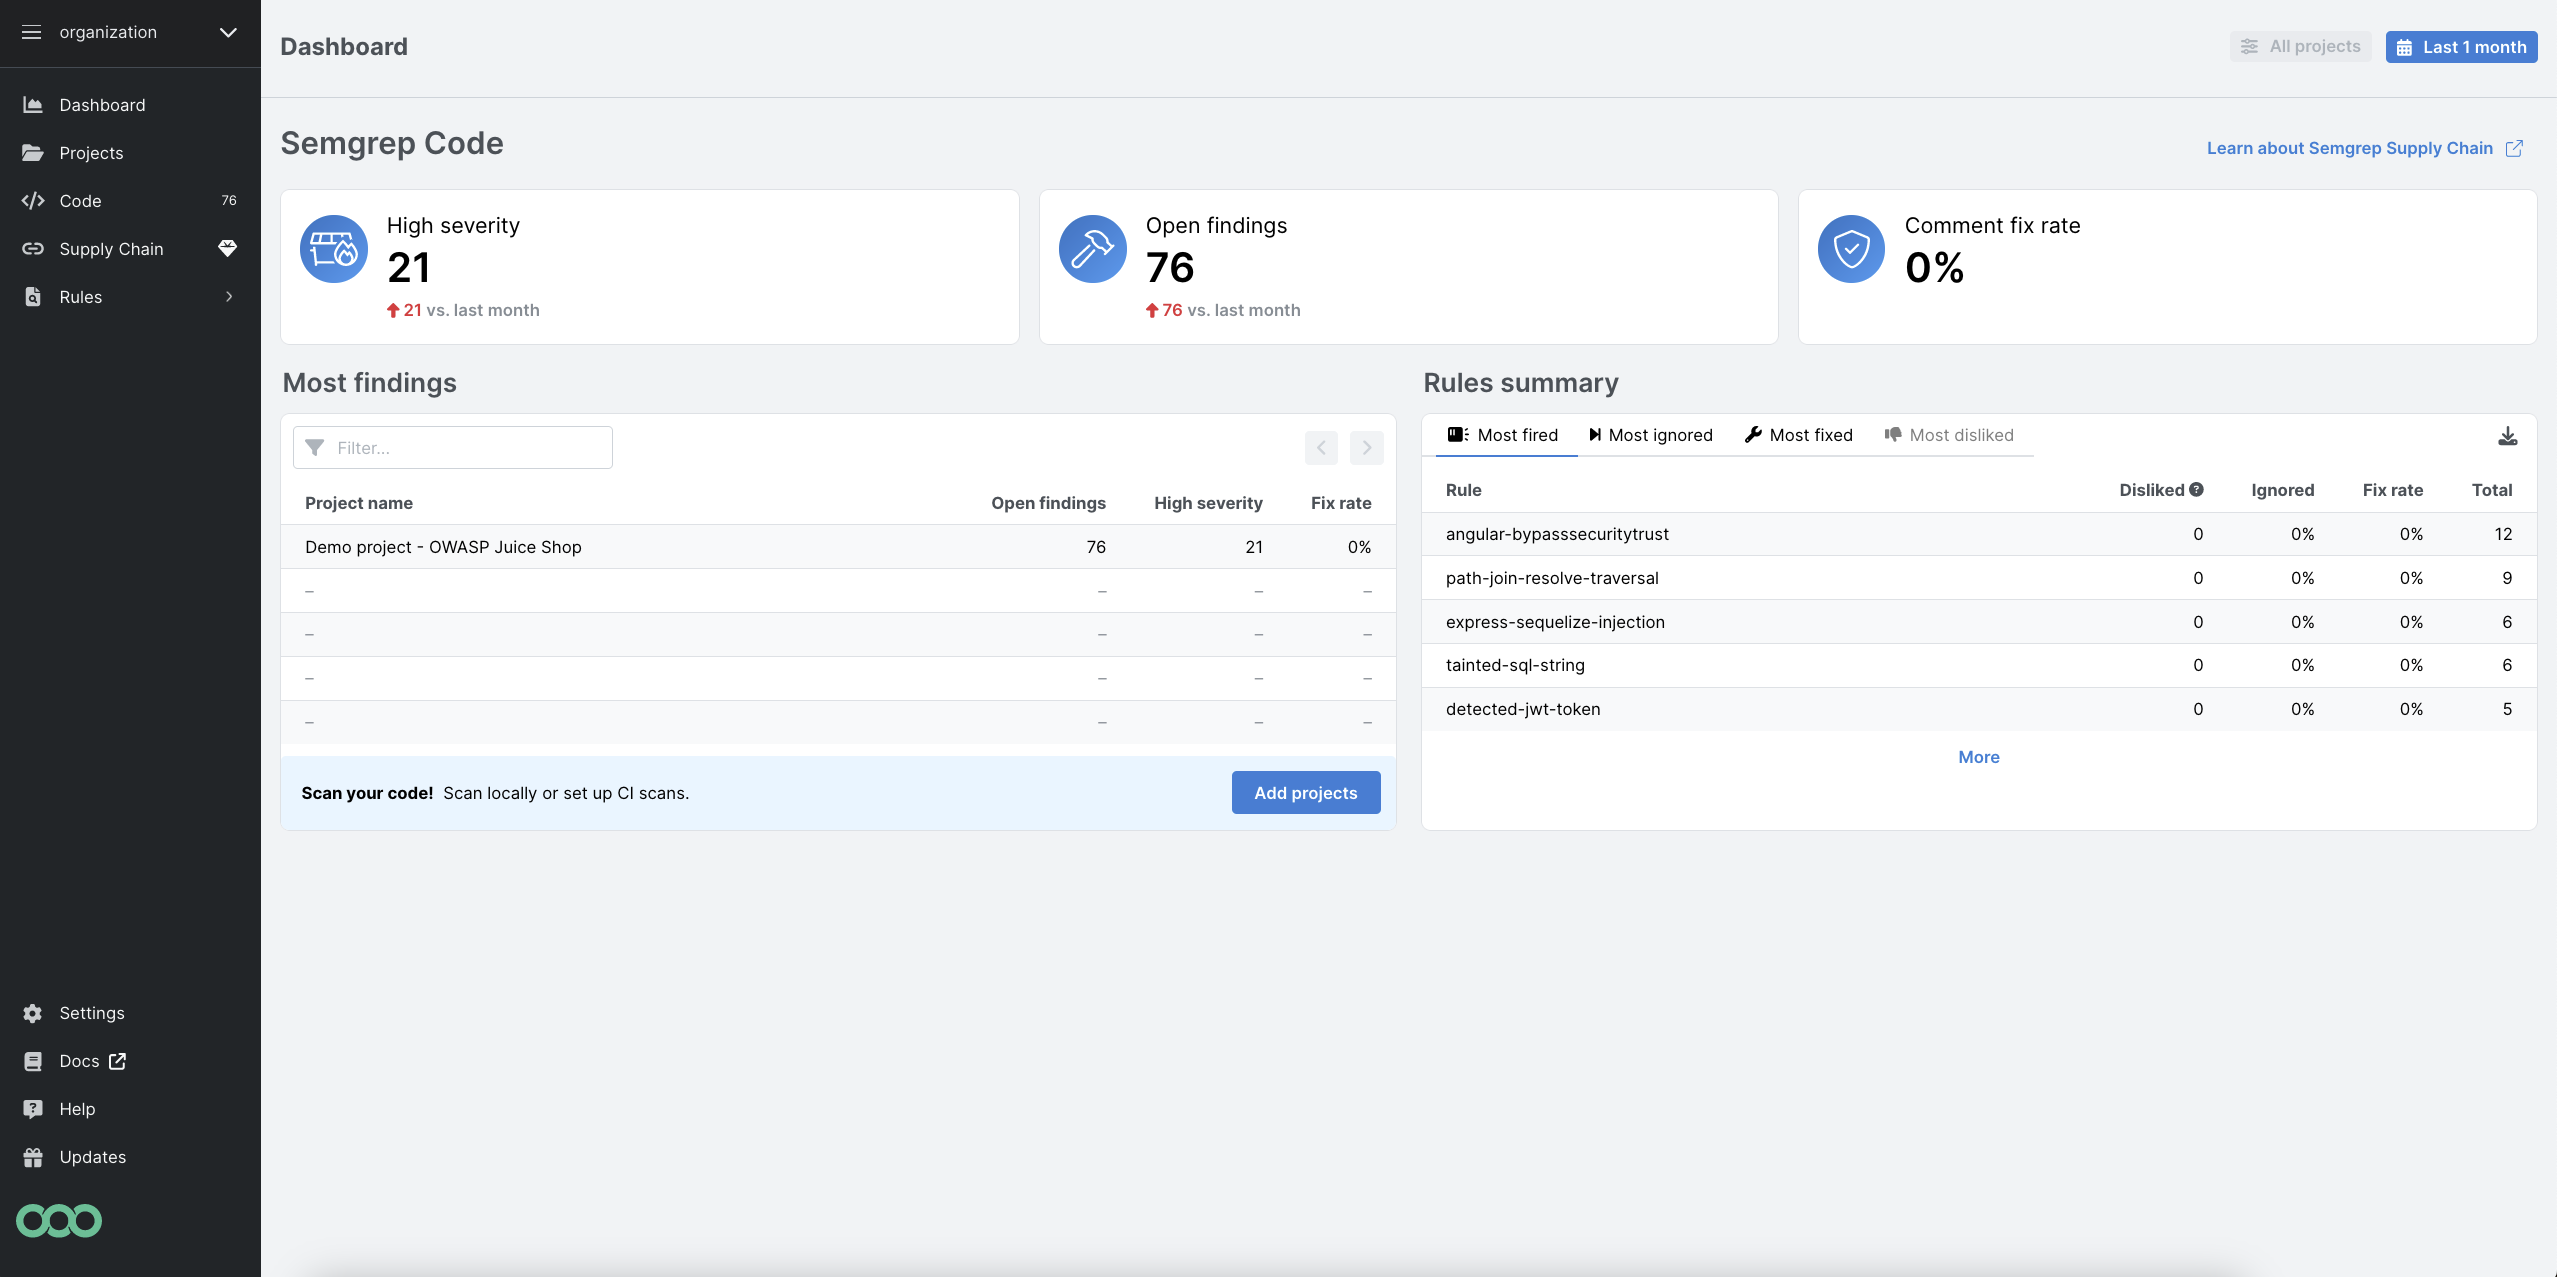 organization
Dashboard
Projects
Code 76
Supply Chain
Rules
Settings
Docs
Help
Updates
Dashboard
All projects
Last 1 month
Semgrep Code
Learn about Semgrep Supply Chain
High severity
21
21 vs. last month
Open findings
76
76 vs. last month
Comment fix rate
0%
Most findings
Filter...
Project name Open findings High severity Fix rate
Demo project - OWASP Juice Shop 76 21 0%
– – – –
– – – –
– – – –
– – – –
Scan your code! Scan locally or set up CI scans.
Add projects
Rules summary
Most fired Most ignored Most fixed Most disliked
Rule Disliked ? Ignored Fix rate Total
angular-bypasssecuritytrust 0 0% 0% 12
path-join-resolve-traversal 0 0% 0% 9
express-sequelize-injection 0 0% 0% 6
tainted-sql-string 0 0% 0% 6
detected-jwt-token 0 0% 0% 5
More